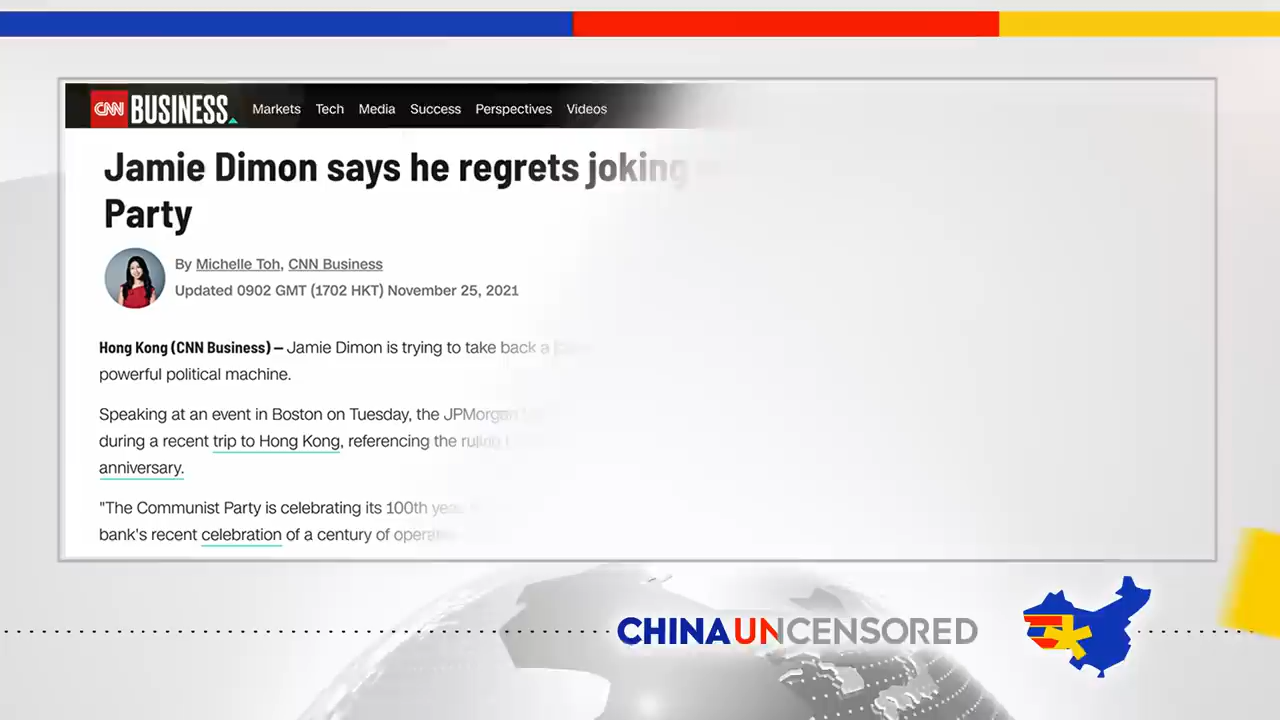 CNN BUSINESS Markets Tech Media Success Perspectives Videos
Jamie Dimon says he regrets joking
Party
By Michelle Toh, CNN Business
Updated 0902 GMT (1702 HKT) November 25, 2021
Hong Kong (CNN Business) — Jamie Dimon is trying to take back a
powerful political machine.
Speaking at an event in Boston on Tuesday, the JPMorgan
during a recent trip to Hong Kong, referencing the ruling
anniversary.
"The Communist Party is celebrating its 100th year
bank's recent celebration of a century of
CHINA UNCENSORED